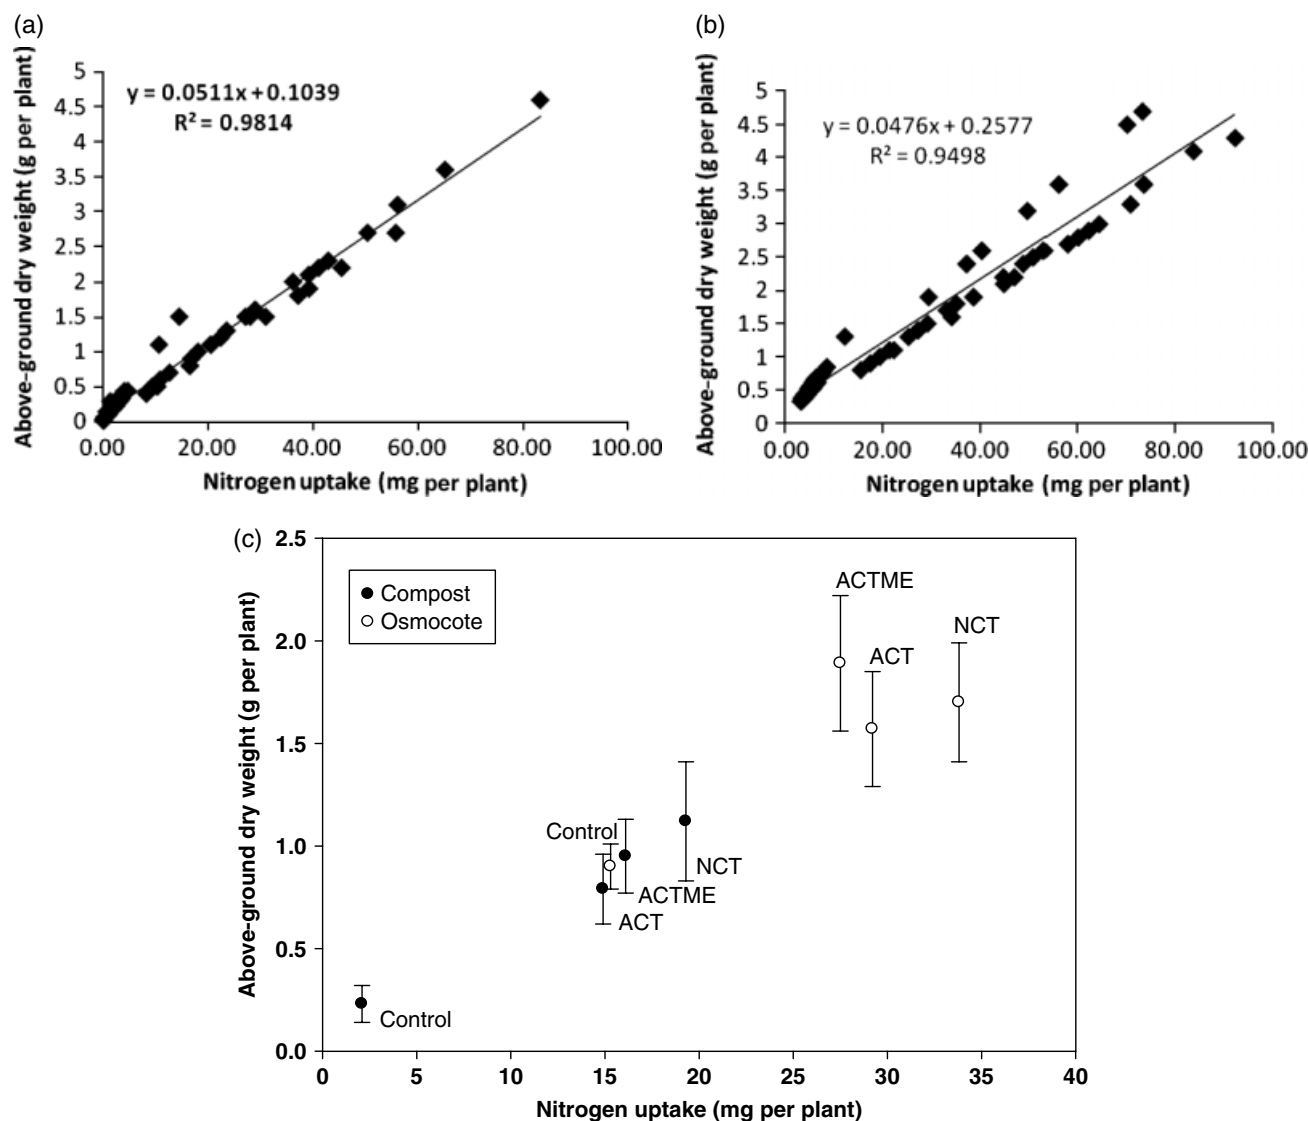 (a)
y = 0.0511x + 0.1039
R² = 0.9814
Above-ground dry weight (g per plant)
5
4.5
4
3.5
3
2.5
2
1.5
1
0.5
0
0.00 20.00 40.00 60.00 80.00 100.00
Nitrogen uptake (mg per plant)
(b)
y = 0.0476x + 0.2577
R² = 0.9498
Above-ground dry weight (g per plant)
5
4.5
4
3.5
3
2.5
2
1.5
1
0.5
0
0.00 20.00 40.00 60.00 80.00 100.00
Nitrogen uptake (mg per plant)
(c)
Above-ground dry weight (g per plant)
2.5
2.0
1.5
1.0
0.5
0.0
Compost
Osmocote
ACTME
NCT
ACT
Control
NCT
ACTME
ACT
Control
0 5 10 15 20 25 30 35 40
Nitrogen uptake (mg per plant)